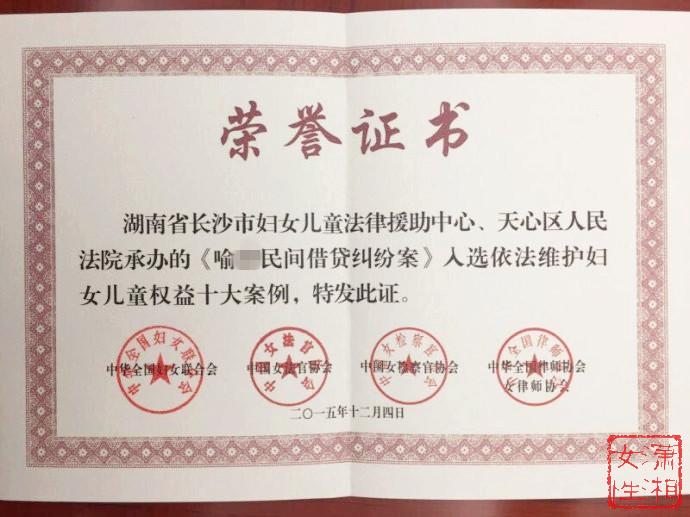 荣誉证书
湖南省长沙市妇女儿童法律援助中心、天心区人民
法院承办的《喻 民间借贷纠纷案》入选依法维护妇
女儿童权益十大案例，特发此证。
中华全国妇女联合会 中国女法官协会 中国女检察官协会 中华全国律师协会
女律师协会
二〇一五年十二月四日
潇湘
女性